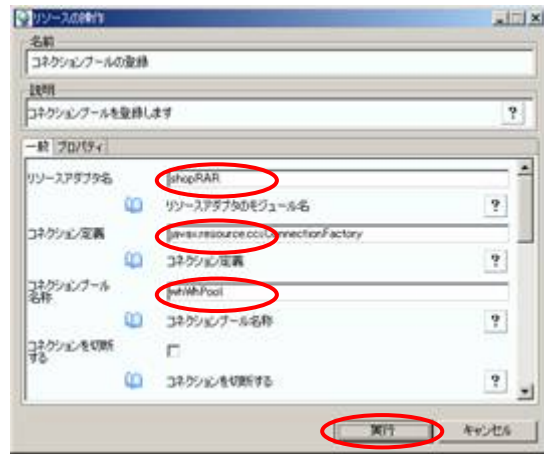 リソースの操作
名前
コネクションプールの登録
説明
コネクションプールを登録します
?
一般 プロパティ
リソースアダプタ名
jshopRAR
リソースアダプタのモジュール名
?
コネクション定義
javax.resource.cci.ConnectionFactory
コネクション定義
?
コネクションプール
名称
コネクションプール名称
?
コネクションを切断
する
コネクションを切断する
?
実行 キャンセル